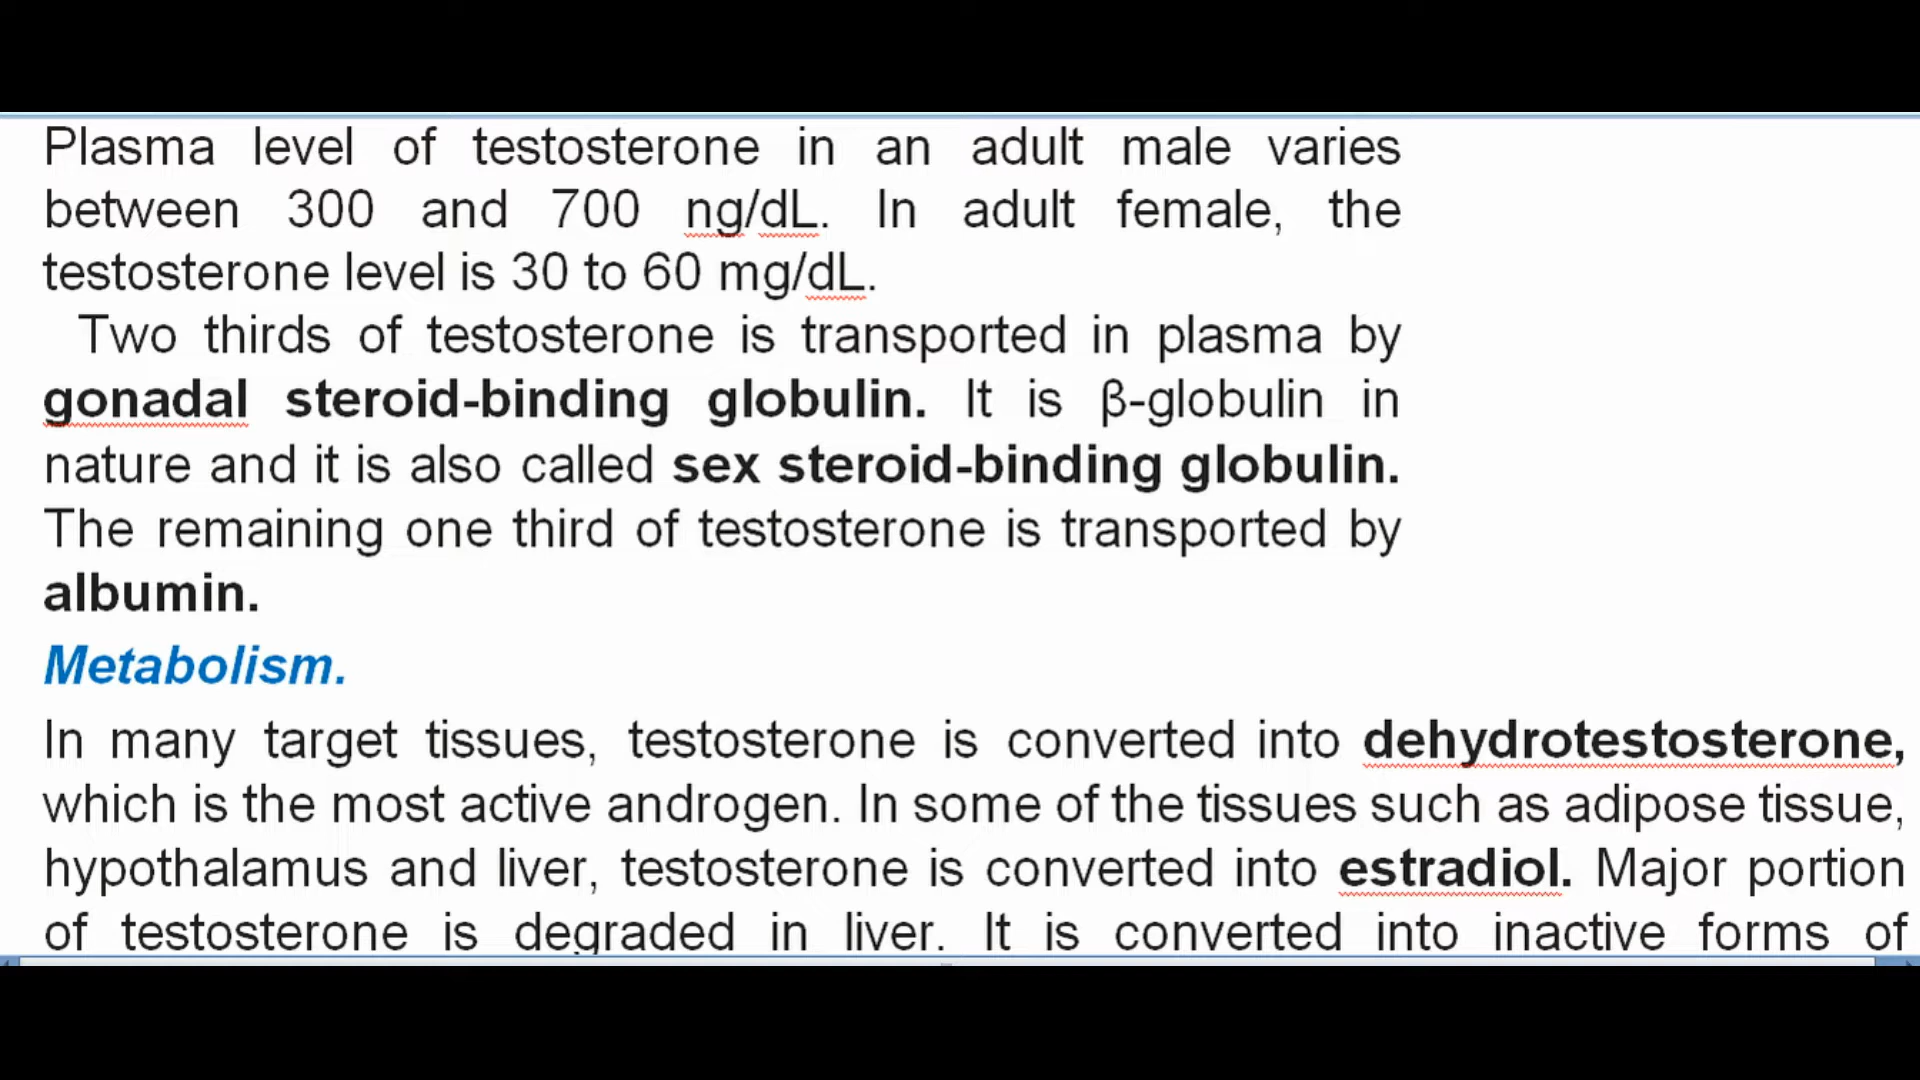 Plasma level of testosterone in an adult male varies
between 300 and 700 ng/dL. In adult female, the
testosterone level is 30 to 60 mg/dL.
Two thirds of testosterone is transported in plasma by
gonadal steroid-binding globulin. It is β-globulin in
nature and it is also called sex steroid-binding globulin.
The remaining one third of testosterone is transported by
albumin.
Metabolism.
In many target tissues, testosterone is converted into dehydrotestosterone,
which is the most active androgen. In some of the tissues such as adipose tissue,
hypothalamus and liver, testosterone is converted into estradiol. Major portion
of testosterone is degraded in liver. It is converted into inactive forms of